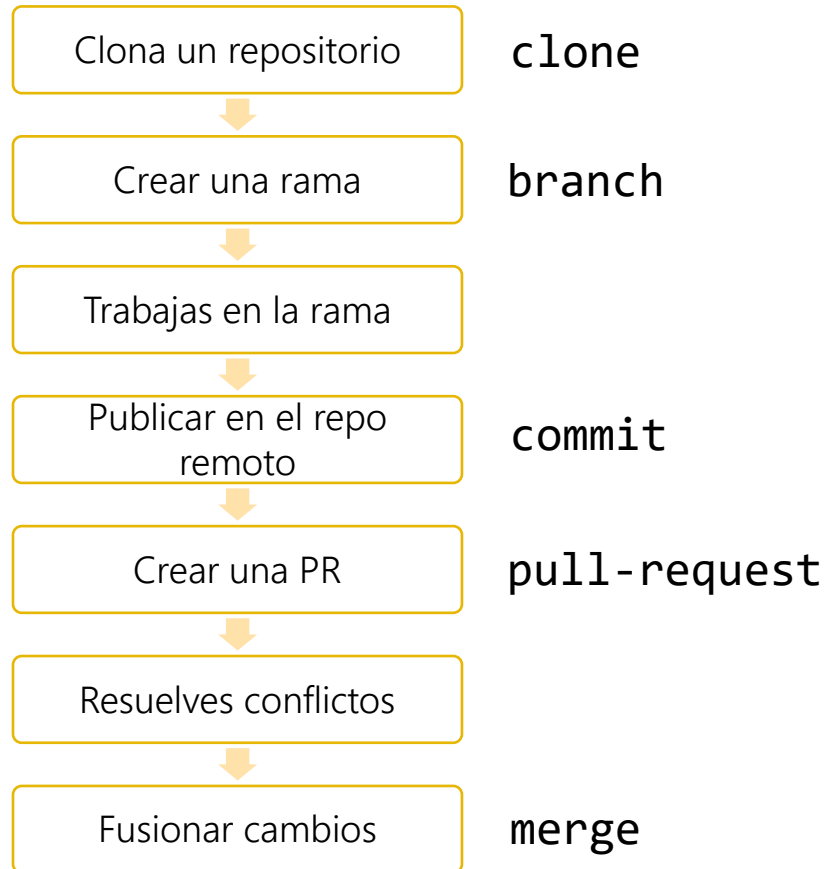 Clona un repositorio clone
Crear una rama branch
Trabajas en la rama
Publicar en el repo
remoto
commit
Crear una PR pull-request
Resuelves conflictos
Fusionar cambios merge